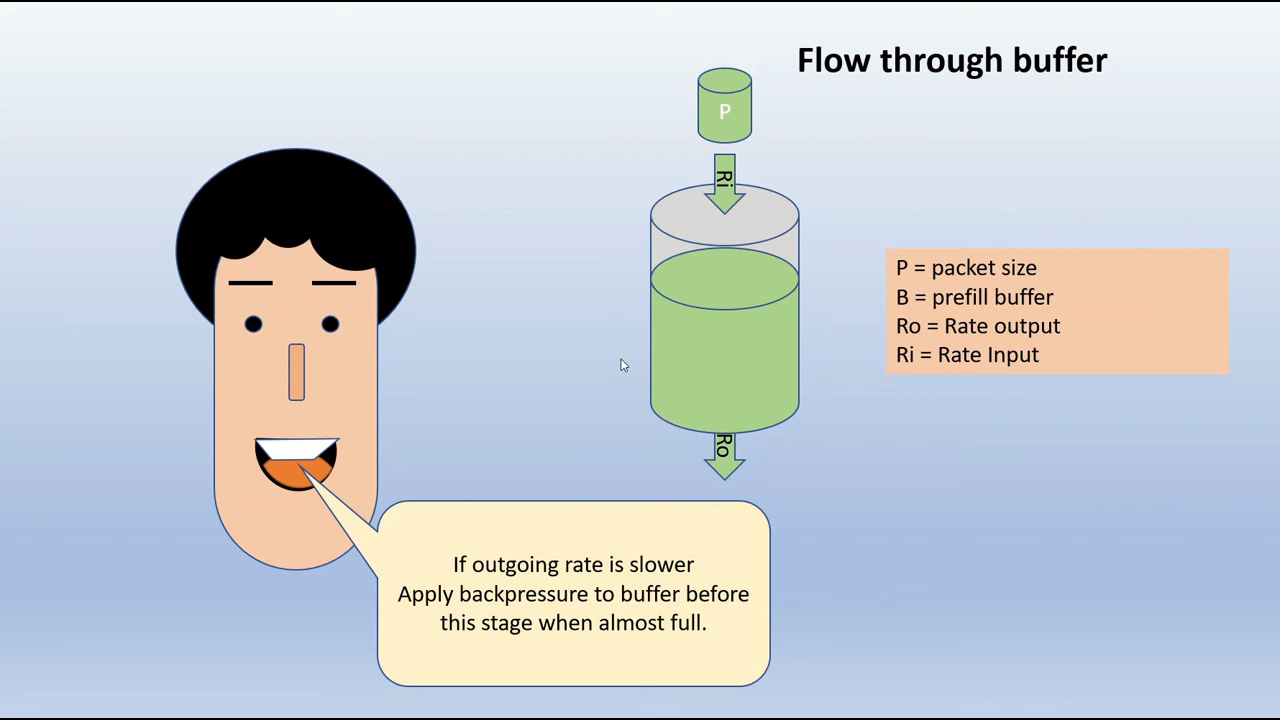 Flow through buffer
P
Ri
P = packet size
B = prefill buffer
Ro = Rate output
Ri = Rate Input
Ro
If outgoing rate is slower
Apply backpressure to buffer before
this stage when almost full.